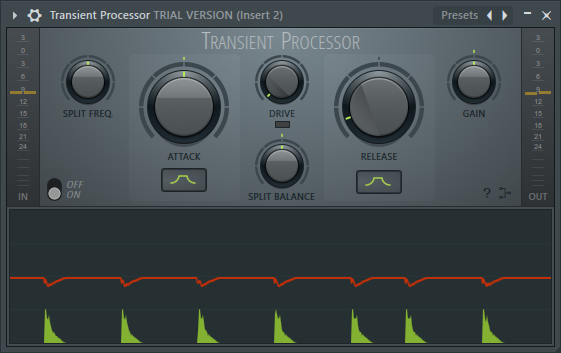 Transient Processor TRIAL VERSION (Insert 2)
Presets
TRANSIENT PROCESSOR
3
0
3
6
9
12
15
16
21
24
IN
SPLIT FREQ.
ATTACK
DRIVE
SPLIT BALANCE
RELEASE
GAIN
OFF
ON
?
3
0
3
6
9
12
15
16
21
24
OUT